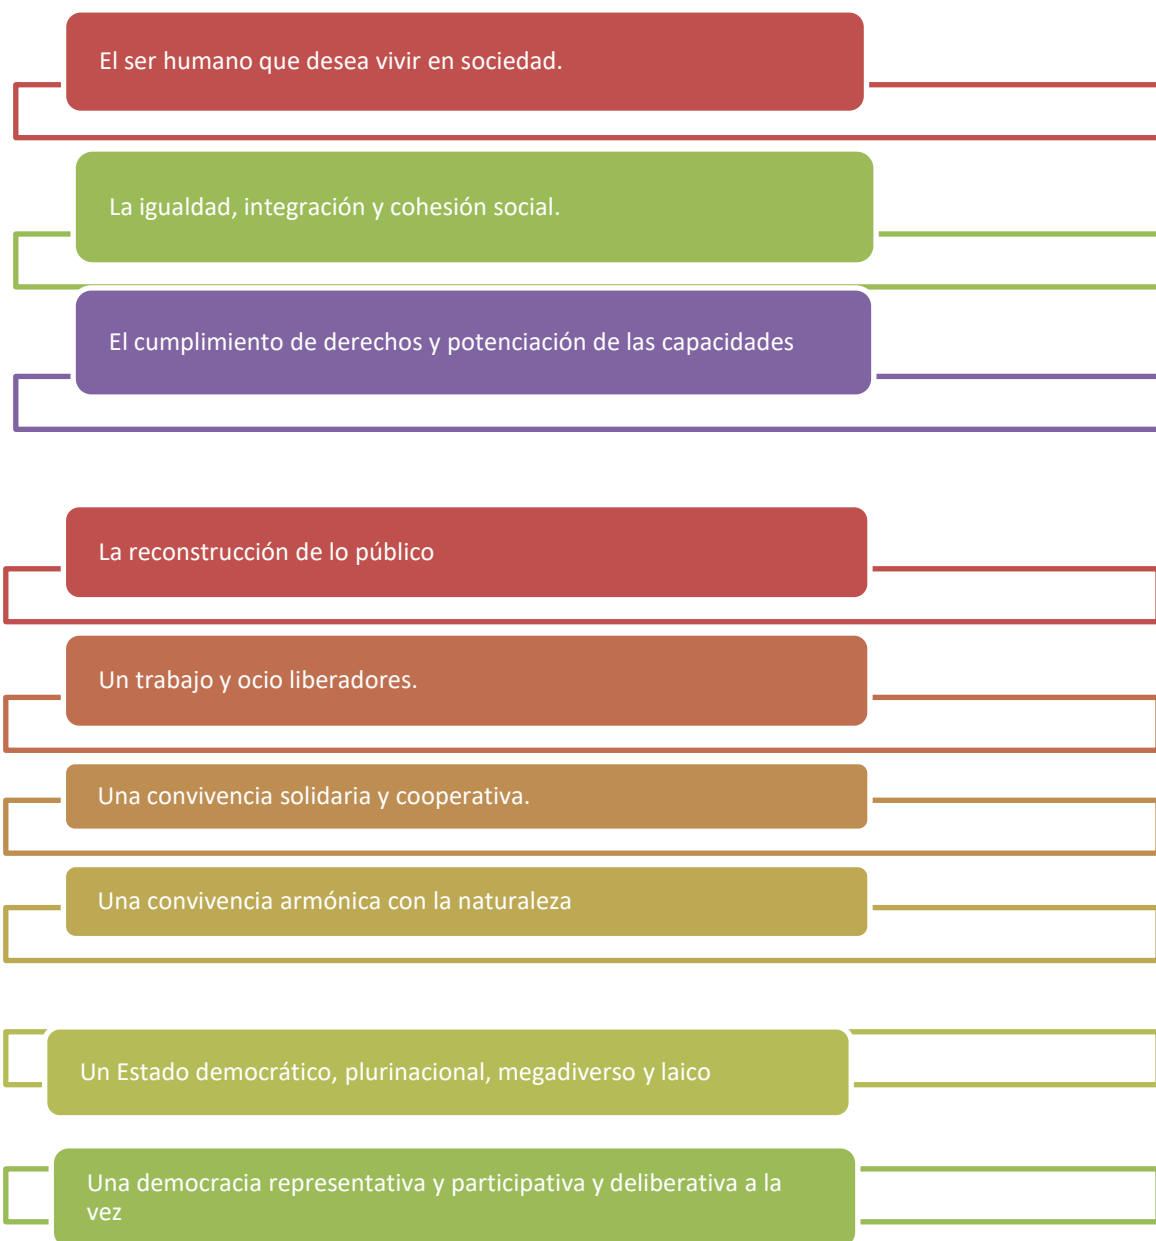 El ser humano que desea vivir en sociedad.
La igualdad, integración y cohesión social.
El cumplimiento de derechos y potenciación de las capacidades
La reconstrucción de lo público
Un trabajo y ocio liberadores.
Una convivencia solidaria y cooperativa.
Una convivencia armónica con la naturaleza
Un Estado democrático, plurinacional, megadiverso y laico
Una democracia representativa y participativa y deliberativa a la
vez